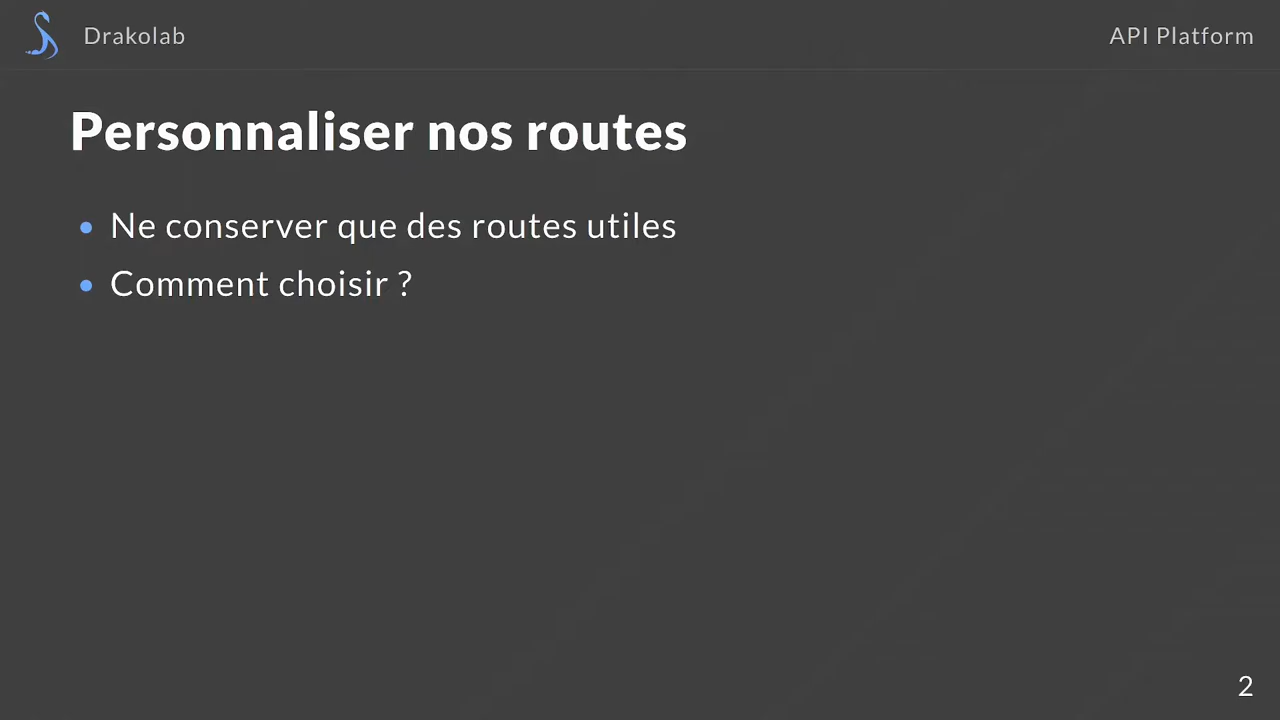 Drakolab
API Platform
Personnaliser nos routes
Ne conserver que des routes utiles
Comment choisir ?
2